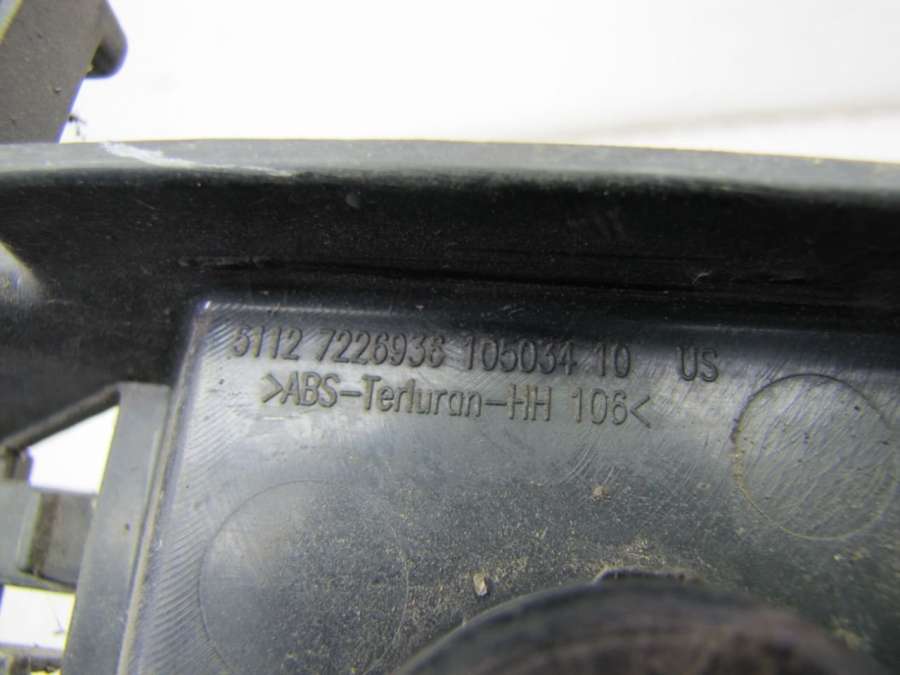 5112 7226936 105034 10 US
>ABS-Terluran-HH 106<